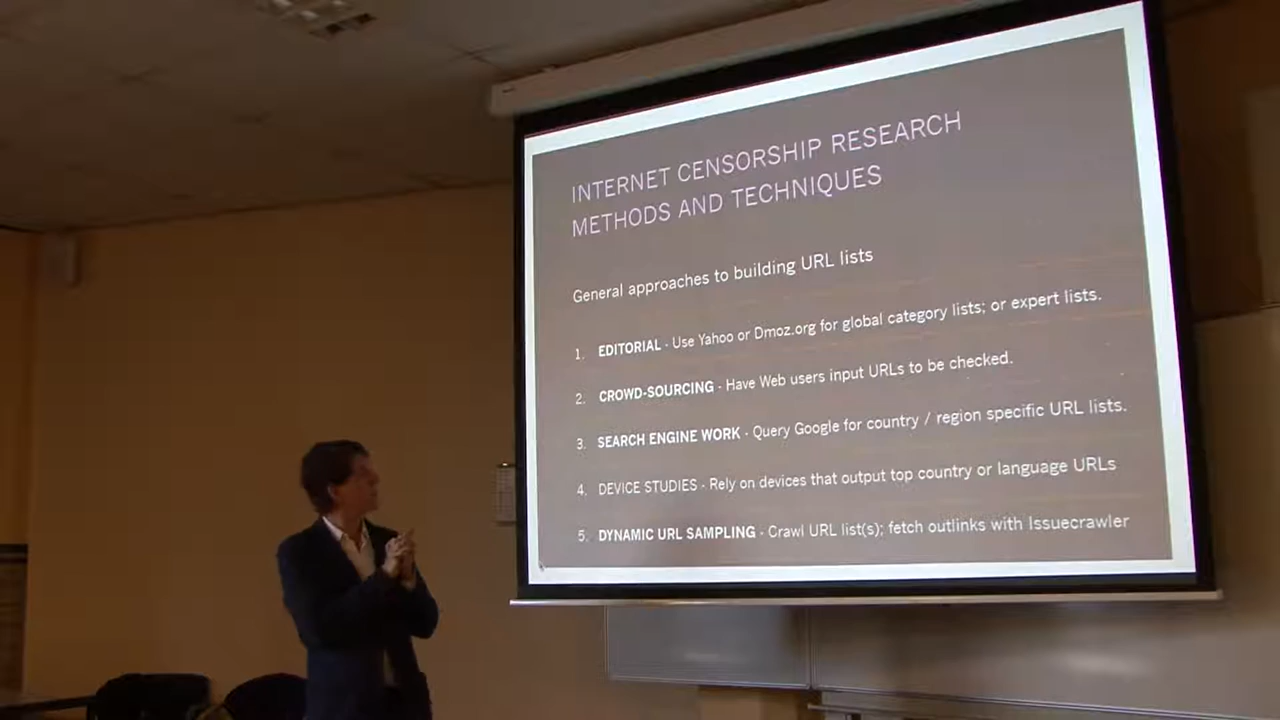 INTERNET CENSORSHIP RESEARCH
METHODS AND TECHNIQUES
General approaches to building URL lists
1. EDITORIAL - Use Yahoo or Dmoz.org for global category lists; or expert lists.
2. CROWD-SOURCING - Have Web users input URLs to be checked.
3. SEARCH ENGINE WORK - Query Google for country / region specific URL lists.
4. DEVICE STUDIES - Rely on devices that output top country or language URLs
5. DYNAMIC URL SAMPLING - Crawl URL list(s); fetch outlinks with Issuecrawler